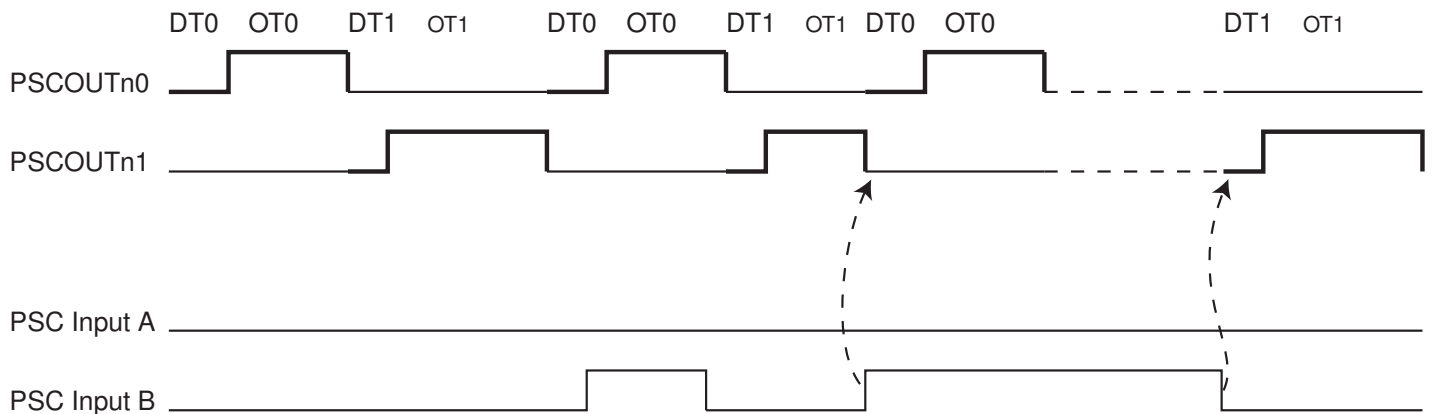 DT0 OT0 DT1 OT1 DT0 OT0 DT1 OT1 DT0 OT0 DT1 OT1
PSCOUTn0
PSCOUTn1
PSC Input A
PSC Input B